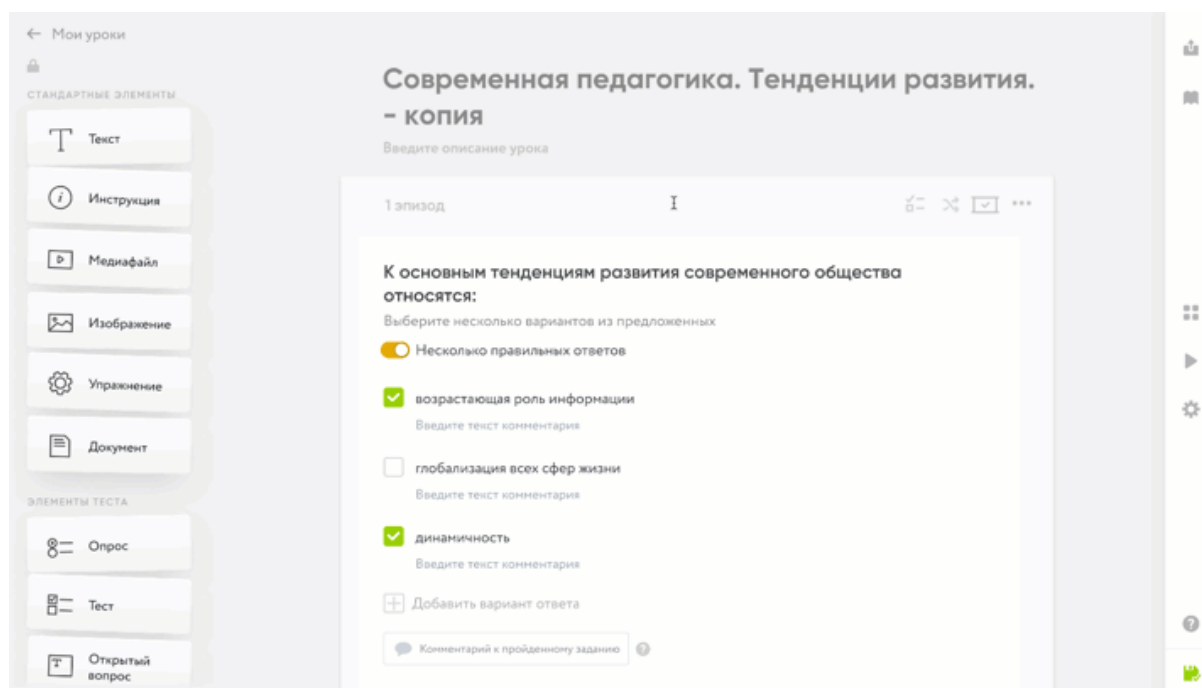 ← Мои уроки
СТАНДАРТНЫЕ ЭЛЕМЕНТЫ
Текст
Инструкция
Медиафайл
Изображение
Упражнение
Документ
ЭЛЕМЕНТЫ ТЕСТА
Опрос
Тест
Открытый
вопрос
Современная педагогика. Тенденции развития.
- копия
Введите описание урока
1 эпизод
К основным тенденциям развития современного общества
относятся:
Выберите несколько вариантов из предложенных
Несколько правильных ответов
возрастающая роль информации
Введите текст комментария
глобализация всех сфер жизни
Введите текст комментария
динамичность
Введите текст комментария
Добавить вариант ответа
Комментарий к пройденному заданию